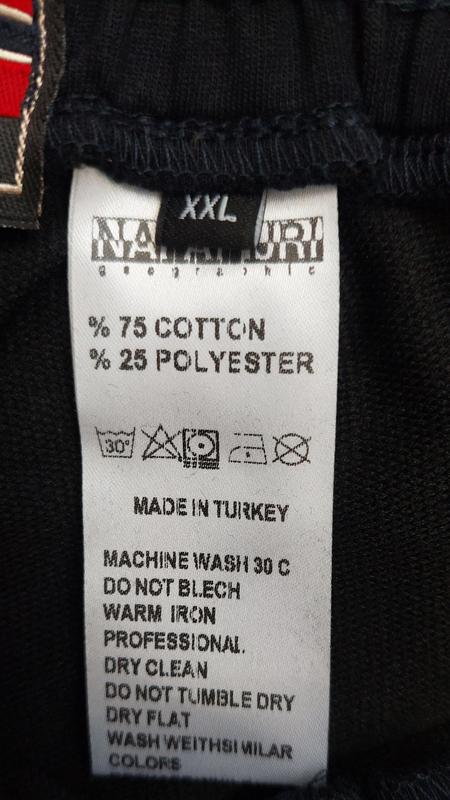 XXL
geographic
% 75 COTTON
% 25 POLYESTER
30°
MADE IN TURKEY
MACHINE WASH 30 C
DO NOT BLECH
WARM IRON
PROFESSIONAL
DRY CLEAN
DO NOT TUMBLE DRY
DRY FLAT
WASH WEITHSIMILAR
COLORS